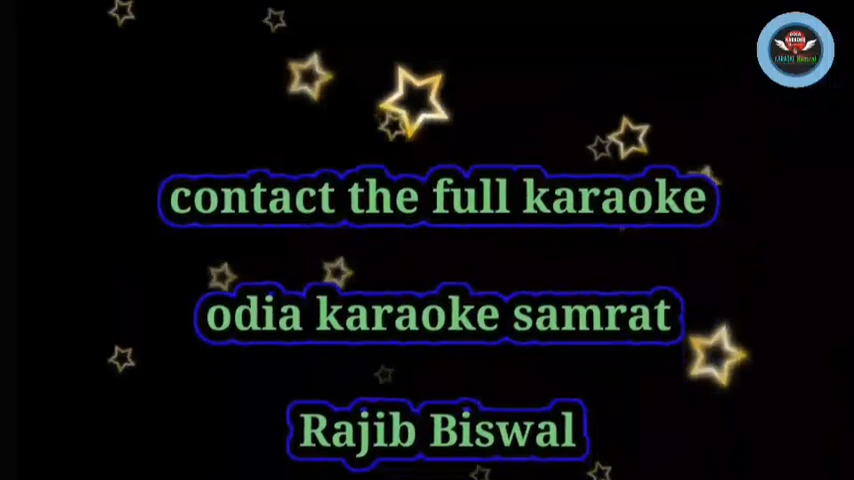 contact the full karaoke
odia karaoke samrat
Rajib Biswal